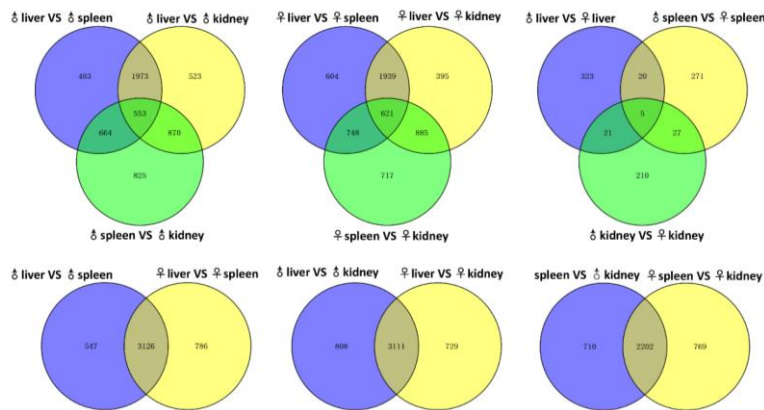 ♂liver VS ♂spleen
♂liver VS ♂kidney
483
1973
523
553
664
870
825
♂spleen VS ♂kidney
♀liver VS ♀spleen
♀liver VS ♀kidney
604
1939
395
621
748
885
717
♀spleen VS ♀kidney
♂liver VS ♀liver
♂spleen VS ♀spleen
323
20
271
5
21
27
210
♂kidney VS ♀kidney
♂liver VS ♂spleen
♀liver VS ♀spleen
547
3126
786
♂liver VS ♂kidney
♀liver VS ♀kidney
808
3111
729
spleen VS ♂kidney
♀spleen VS ♀kidney
710
2202
769